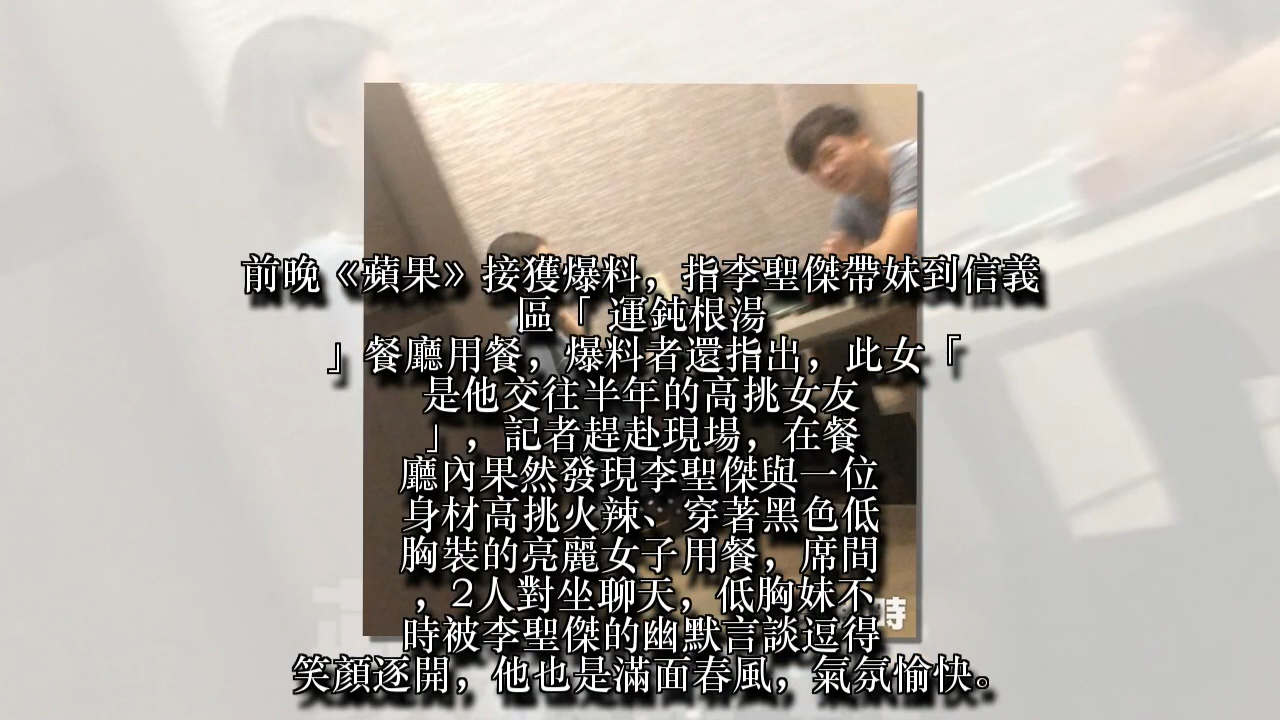 前晚《蘋果》接獲爆料，指李聖傑帶妹到信義
區「 運鈍根湯
」餐廳用餐，爆料者還指出，此女「
是他交往半年的高挑女友
」，記者趕赴現場，在餐
廳內果然發現李聖傑與一位
身材高挑火辣、穿著黑色低
胸裝的亮麗女子用餐，席間
，2人對坐聊天，低胸妹不
時被李聖傑的幽默言談逗得
笑顏逐開，他也是滿面春風，氣氛愉快。
時